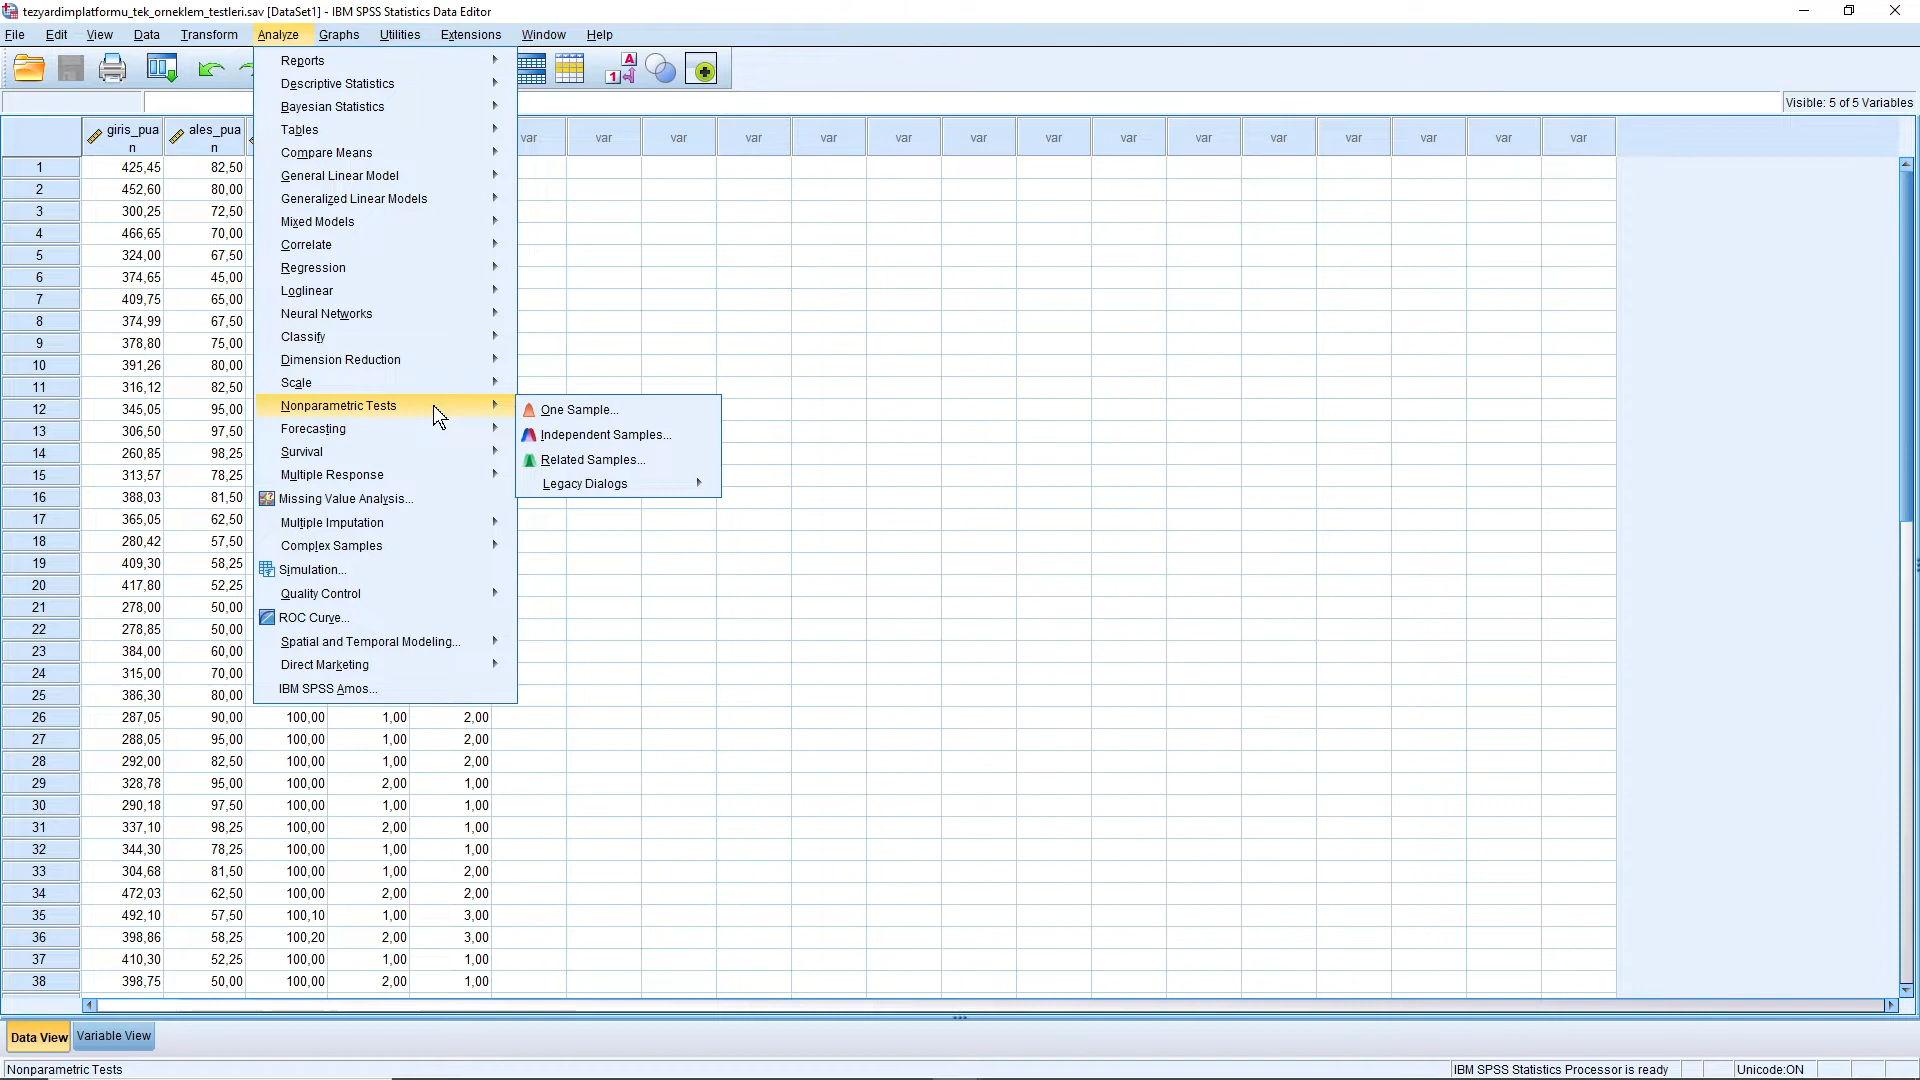 tezyardimplatformu_tek_orneklem_testleri.sav [DataSet1] - IBM SPSS Statistics Data Editor
File Edit View Data Transform Analyze Graphs Utilities Extensions Window Help
Visible: 5 of 5 Variables
giris_puan ales_puan var var var var var var var var var var var var var var var
1 425,45 82,50
2 452,60 80,00
3 300,25 72,50
4 466,65 70,00
5 324,00 67,50
6 374,65 45,00
7 409,75 65,00
8 374,99 67,50
9 378,80 75,00
10 391,26 80,00
11 316,12 82,50
12 345,05 95,00
13 306,50 97,50
14 260,85 98,25
15 313,57 78,25
16 388,03 81,50
17 365,05 62,50
18 280,42 57,50
19 409,30 58,25
20 417,80 52,25
21 278,00 50,00
22 278,85 50,00
23 384,00 60,00
24 315,00 70,00
25 386,30 80,00
26 287,05 90,00 100,00 1,00 2,00
27 288,05 95,00 100,00 1,00 2,00
28 292,00 82,50 100,00 1,00 2,00
29 328,78 95,00 100,00 2,00 1,00
30 290,18 97,50 100,00 1,00 1,00
31 337,10 98,25 100,00 2,00 1,00
32 344,30 78,25 100,00 1,00 1,00
33 304,68 81,50 100,00 1,00 2,00
34 472,03 62,50 100,00 2,00 2,00
35 492,10 57,50 100,10 1,00 3,00
36 398,86 58,25 100,20 2,00 3,00
37 410,30 52,25 100,00 1,00 1,00
38 398,75 50,00 100,00 2,00 1,00
Reports
Descriptive Statistics
Bayesian Statistics
Tables
Compare Means
General Linear Model
Generalized Linear Models
Mixed Models
Correlate
Regression
Loglinear
Neural Networks
Classify
Dimension Reduction
Scale
Nonparametric Tests
Forecasting
Survival
Multiple Response
Missing Value Analysis...
Multiple Imputation
Complex Samples
Simulation...
Quality Control
ROC Curve...
Spatial and Temporal Modeling...
Direct Marketing
IBM SPSS Amos...
One Sample...
Independent Samples...
Related Samples...
Legacy Dialogs
Data View Variable View
Nonparametric Tests IBM SPSS Statistics Processor is ready Unicode:ON